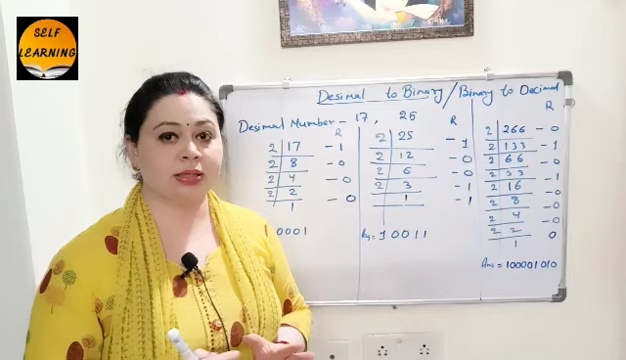 SELF
LEARNING
Desimal to Binary/Binary to Decimal
Desimal Number - 17, 25
R
2 17 - 1
2 8 - 0
2 4 - 0
2 2 - 0
1
0001
R
2 25 - 1
2 12 - 0
2 6 - 0
2 3 - 1
1 - 1
Ans = 10011
R
2 266 - 0
2 133 - 1
2 66 - 0
2 33 - 1
2 16 - 0
2 8 - 0
2 4 - 0
2 2 0
1
Ans = 100001010